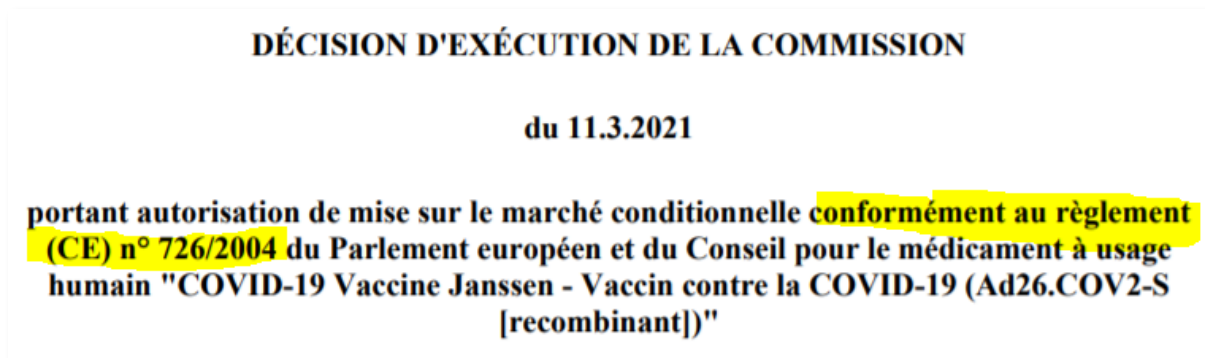 DÉCISION D'EXÉCUTION DE LA COMMISSION
du 11.3.2021
portant autorisation de mise sur le marché conditionnelle conformément au règlement
(CE) n° 726/2004 du Parlement européen et du Conseil pour le médicament à usage
humain "COVID-19 Vaccine Janssen - Vaccin contre la COVID-19 (Ad26.COV2-S
[recombinant])"